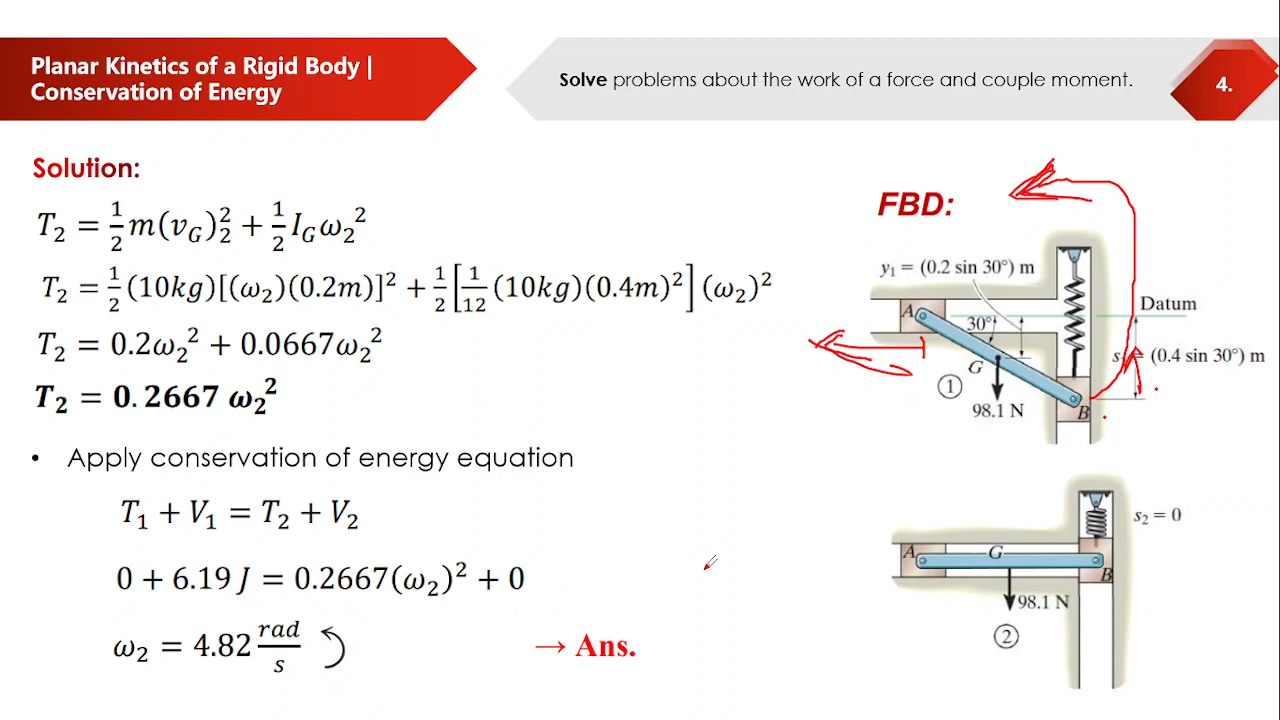 Planar Kinetics of a Rigid Body |
Conservation of Energy
Solve problems about the work of a force and couple moment.
4.
Solution:
T₂ = ½ m(v_G)₂² + ½ I_G ω₂²
T₂ = ½ (10kg)[(ω₂)(0.2m)]² + ½ [1/12 (10kg)(0.4m)²] (ω₂)²
T₂ = 0.2ω₂² + 0.0667ω₂²
T₂ = 0.2667 ω₂²
• Apply conservation of energy equation
T₁ + V₁ = T₂ + V₂
0 + 6.19 J = 0.2667(ω₂)² + 0
ω₂ = 4.82 rad/s
→ Ans.
FBD:
y₁ = (0.2 sin 30°) m
A
Datum
30°
(0.4 sin 30°) m
G
1
98.1 N
B
s₂ = 0
A
G
B
98.1 N
2